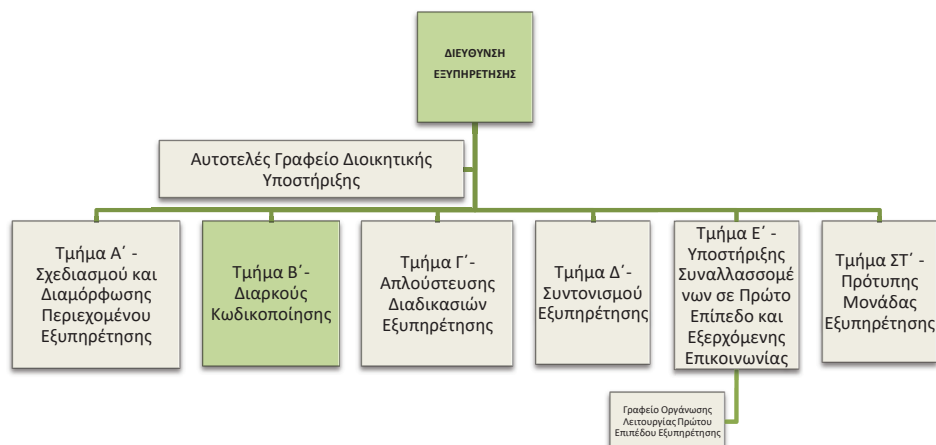 ΔΙΕΥΘΥΝΣΗ
ΕΞΥΠΗΡΕΤΗΣΗΣ
Αυτοτελές Γραφείο Διοικητικής
Υποστήριξης
Τμήμα Α΄ -
Σχεδιασμού και
Διαμόρφωσης
Περιεχομένου
Εξυπηρέτησης
Τμήμα Β΄-
Διαρκούς
Κωδικοποίησης
Τμήμα Γ΄-
Απλούστευσης
Διαδικασιών
Εξυπηρέτησης
Τμήμα Δ΄-
Συντονισμού
Εξυπηρέτησης
Τμήμα Ε΄ -
Υποστήριξης
Συναλλασσομέ
νων σε Πρώτο
Επίπεδο και
Εξερχόμενης
Επικοινωνίας
Τμήμα ΣΤ΄ -
Πρότυπης
Μονάδας
Εξυπηρέτησης
Γραφείο Οργάνωσης
Λειτουργίας Πρώτου
Επιπέδου Εξυπηρέτησης